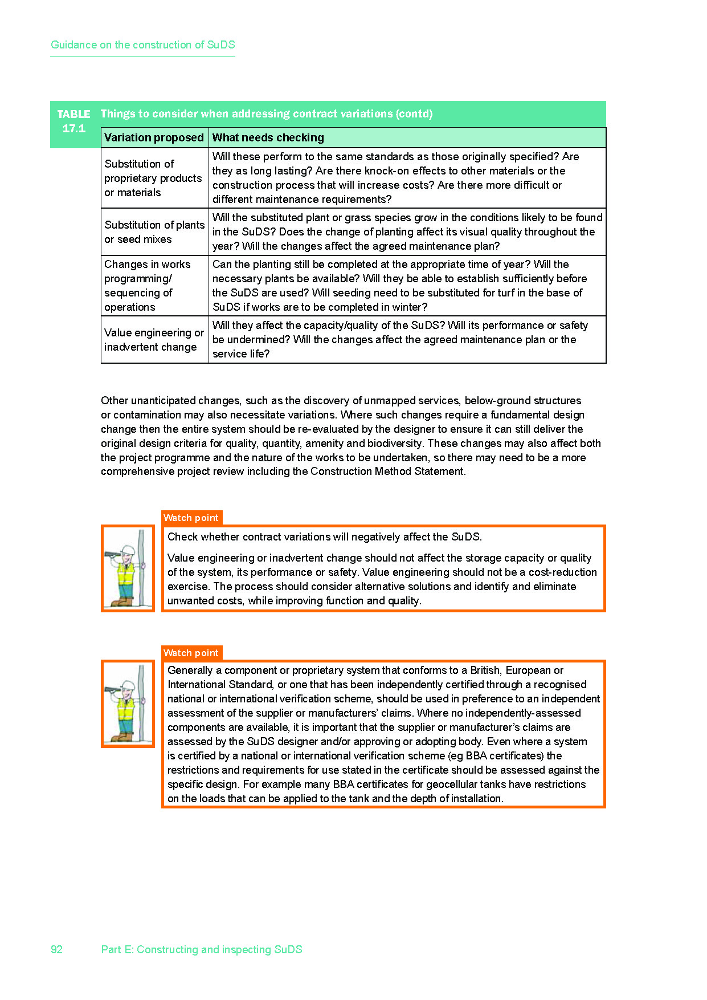 Guidance on the construction of SuDS
TABLE 17.1
Things to consider when addressing contract variations (contd)
Variation proposed
What needs checking
Substitution of
proprietary products
or materials
Will these perform to the same standards as those originally specified? Are
they as long lasting? Are there knock-on effects to other materials or the
construction process that will increase costs? Are there more difficult or
different maintenance requirements?
Substitution of plants
or seed mixes
Will the substituted plant or grass species grow in the conditions likely to be found
in the SuDS? Does the change of planting affect its visual quality throughout the
year? Will the changes affect the agreed maintenance plan?
Changes in works
programming/
sequencing of
operations
Can the planting still be completed at the appropriate time of year? Will the
necessary plants be available? Will they be able to establish sufficiently before
the SuDS are used? Will seeding need to be substituted for turf in the base of
SuDS if works are to be completed in winter?
Value engineering or
inadvertent change
Will they affect the capacity/quality of the SuDS? Will its performance or safety
be undermined? Will the changes affect the agreed maintenance plan or the
service life?
Other unanticipated changes, such as the discovery of unmapped services, below-ground structures
or contamination may also necessitate variations. Where such changes require a fundamental design
change then the entire system should be re-evaluated by the designer to ensure it can still deliver the
original design criteria for quality, quantity, amenity and biodiversity. These changes may also affect both
the project programme and the nature of the works to be undertaken, so there may need to be a more
comprehensive project review including the Construction Method Statement.
Watch point
Check whether contract variations will negatively affect the SuDS.
Value engineering or inadvertent change should not affect the storage capacity or quality
of the system, its performance or safety. Value engineering should not be a cost-reduction
exercise. The process should consider alternative solutions and identify and eliminate
unwanted costs, while improving function and quality.
Watch point
Generally a component or proprietary system that conforms to a British, European or
International Standard, or one that has been independently certified through a recognised
national or international verification scheme, should be used in preference to an independent
assessment of the supplier or manufacturers’ claims. Where no independently-assessed
components are available, it is important that the supplier or manufacturer’s claims are
assessed by the SuDS designer and/or approving or adopting body. Even where a system
is certified by a national or international verification scheme (eg BBA certificates) the
restrictions and requirements for use stated in the certificate should be assessed against the
specific design. For example many BBA certificates for geocellular tanks have restrictions
on the loads that can be applied to the tank and the depth of installation.
92 Part E: Constructing and inspecting SuDS